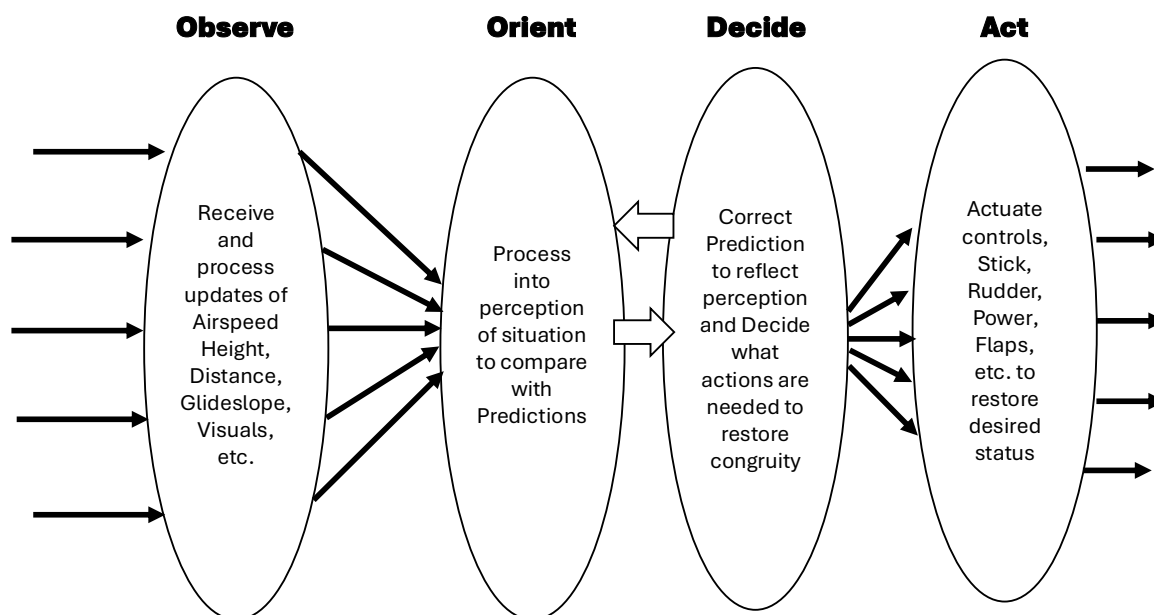 Observe
Orient
Decide
Act
Receive
and
process
updates of
Airspeed
Height,
Distance,
Glideslope,
Visuals,
etc.
Process
into
perception
of situation
to compare
with
Predictions
Correct
Prediction
to reflect
perception
and Decide
what
actions are
needed to
restore
congruity
Actuate
controls,
Stick,
Rudder,
Power,
Flaps,
etc. to
restore
desired
status